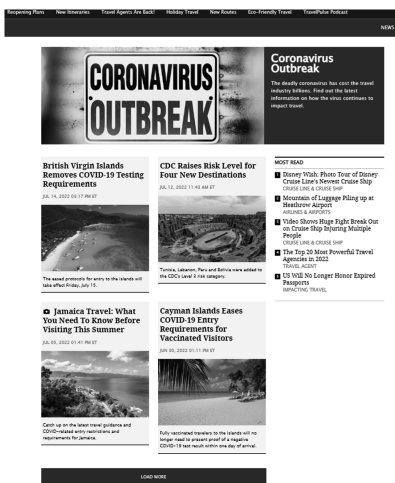 Reopening Plans New Itineraries Travel Agents Are Back! Holiday Travel New Routes Eco-Friendly Travel TravelPulse Podcast
NEWS
CORONAVIRUS
OUTBREAK
Coronavirus
Outbreak
The deadly coronavirus has cost the travel
industry billions. Find out the latest
information on how the virus continues to
impact travel.
British Virgin Islands
Removes COVID-19 Testing
Requirements
JUL 14, 2022 03:17 PM ET
The eased protocols for entry to the islands will
take effect Friday, July 15.
CDC Raises Risk Level for
Four New Destinations
JUL 12, 2022 11:43 AM ET
Tunisia, Lebanon, Peru and Bolivia were added to
the CDC's Level 3 risk category.
Jamaica Travel: What
You Need To Know Before
Visiting This Summer
JUL 05, 2022 01:41 PM ET
Catch up on the latest travel guidance and
COVID-related entry restrictions and
requirements for Jamaica.
Cayman Islands Eases
COVID-19 Entry
Requirements for
Vaccinated Visitors
JUN 30, 2022 01:11 PM ET
Fully vaccinated travelers to the islands will no
longer need to present proof of a negative
COVID-19 test result within one day of arrival.
LOAD MORE
MOST READ
1 Disney Wish: Photo Tour of Disney
Cruise Line's Newest Cruise Ship
CRUISE LINE & CRUISE SHIP
2 Mountain of Luggage Piling up at
Heathrow Airport
AIRLINES & AIRPORTS
3 Video Shows Huge Fight Break Out
on Cruise Ship Injuring Multiple
People
CRUISE LINE & CRUISE SHIP
4 The Top 20 Most Powerful Travel
Agencies in 2022
TRAVEL AGENT
5 US Will No Longer Honor Expired
Passports
IMPACTING TRAVEL